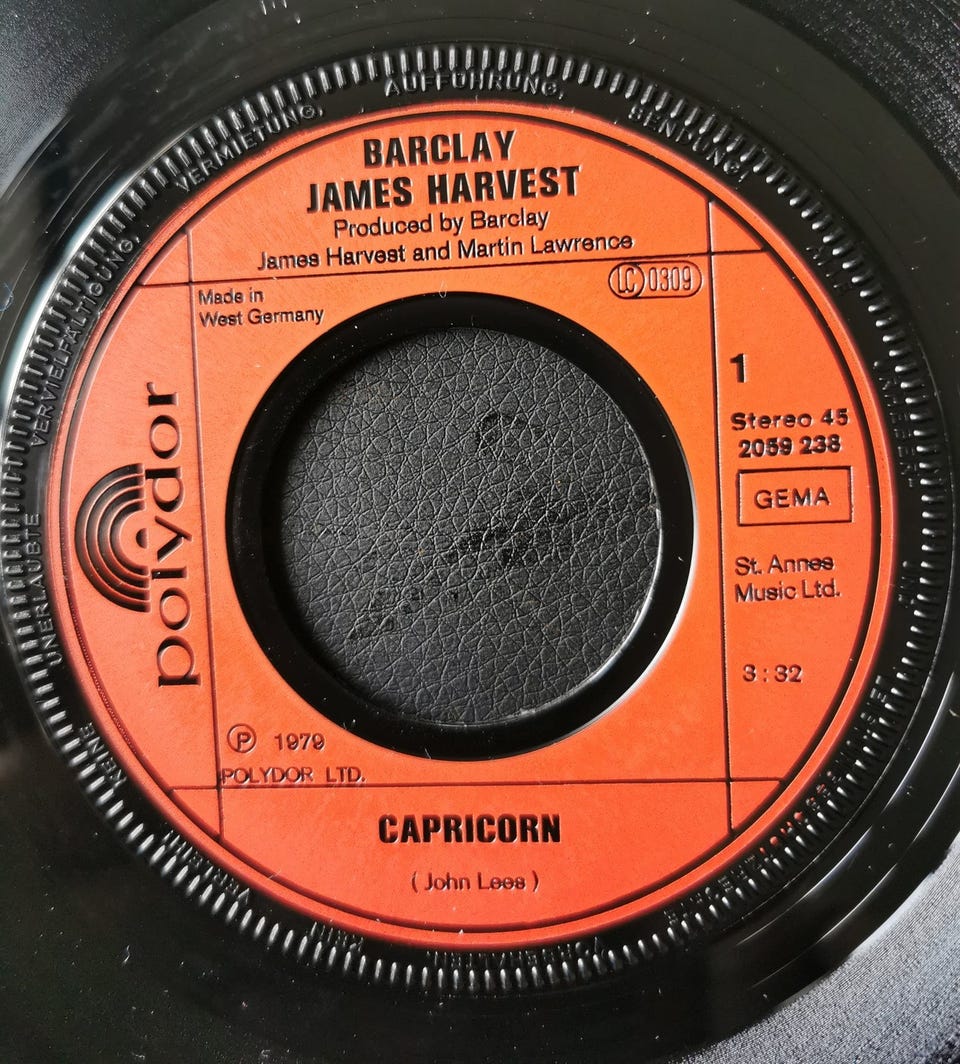 BARCLAY
JAMES HARVEST
Produced by Barclay
James Harvest and Martin Lawrence
LC 0309
Made in
West Germany
polydor
1
Stereo 45
2059 238
GEMA
St. Annes
Music Ltd.
3:32
Ⓟ 1979
POLYDOR LTD.
CAPRICORN
(John Lees)
UNERLAUBTE
VERVIELFÄLTIGUNG,
VERMIETUNG,
AUFFÜHRUNG,
SENDUNG!